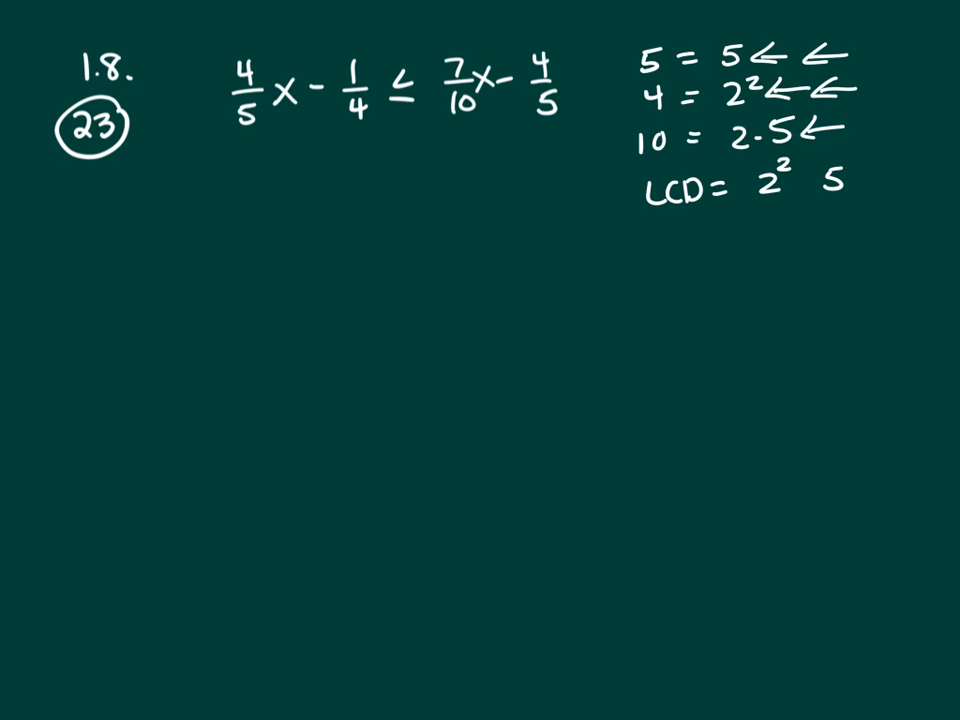 1.8.
23
4/5 x - 1/4 ≤ 7/10 x - 4/5
5 = 5 ← ←
4 = 2² ← ←
10 = 2 · 5 ←
LCD = 2² 5